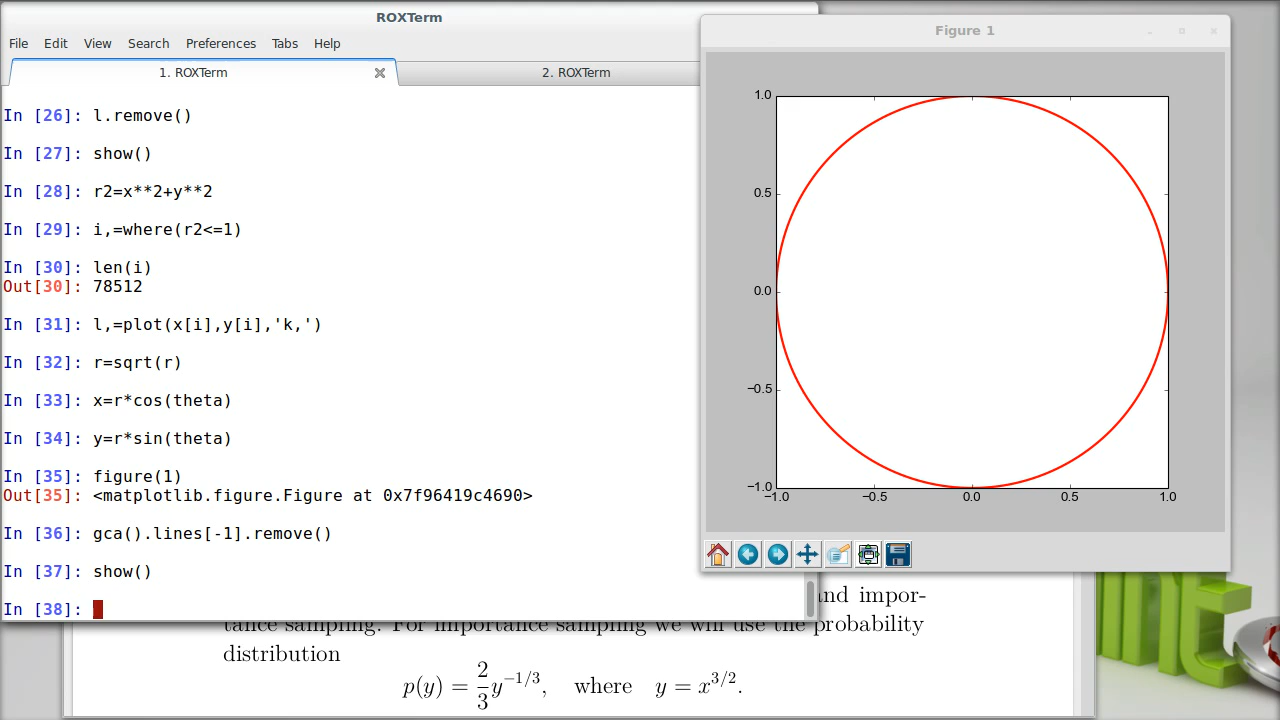 ROXTerm
File Edit View Search Preferences Tabs Help
1. ROXTerm
2. ROXTerm
In [26]: l.remove()
In [27]: show()
In [28]: r2=x**2+y**2
In [29]: i,=where(r2<=1)
In [30]: len(i)
Out[30]: 78512
In [31]: l,=plot(x[i],y[i],'k,')
In [32]: r=sqrt(r)
In [33]: x=r*cos(theta)
In [34]: y=r*sin(theta)
In [35]: figure(1)
Out[35]: <matplotlib.figure.Figure at 0x7f96419c4690>
In [36]: gca().lines[-1].remove()
In [37]: show()
In [38]:
Figure 1
1.0
0.5
0.0
−0.5
−1.0
−1.0 −0.5 0.0 0.5 1.0
and impor-
tance sampling. For importance sampling we will use the probability
distribution
p(y) = 2/3 y^{-1/3}, where y = x^{3/2}.